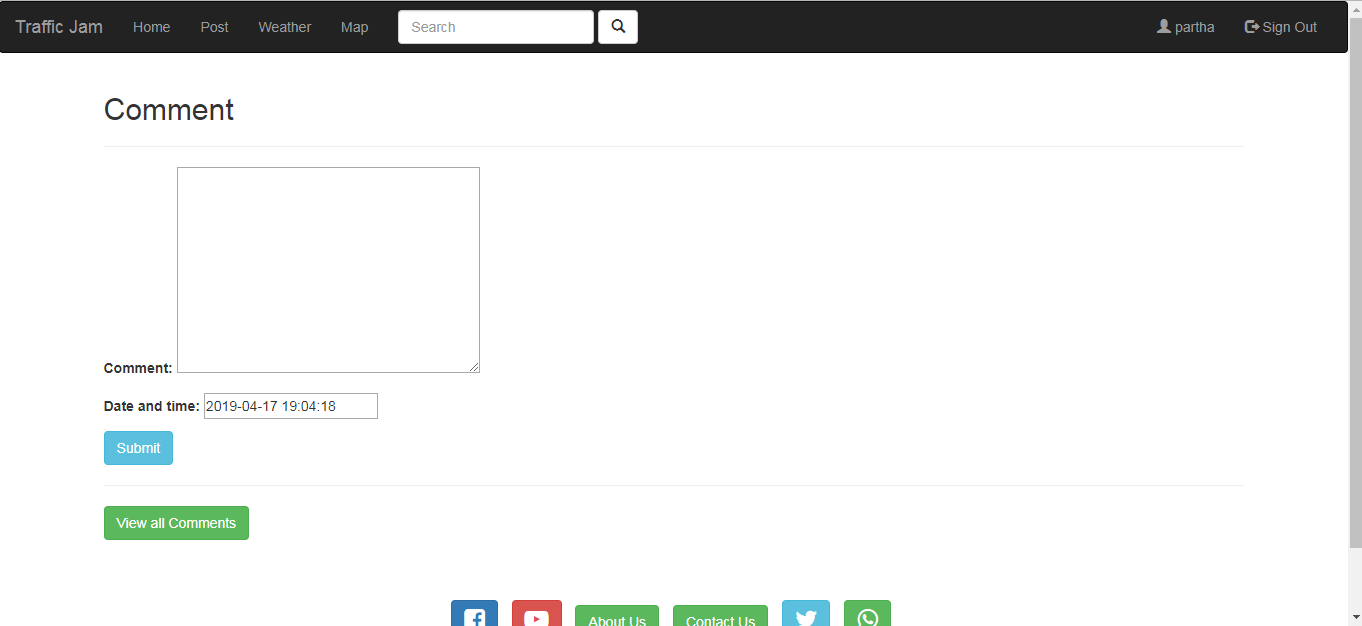 Traffic Jam Home Post Weather Map Search partha Sign Out
Comment
Comment:
Date and time: 2019-04-17 19:04:18
Submit
View all Comments
About Us Contact Us